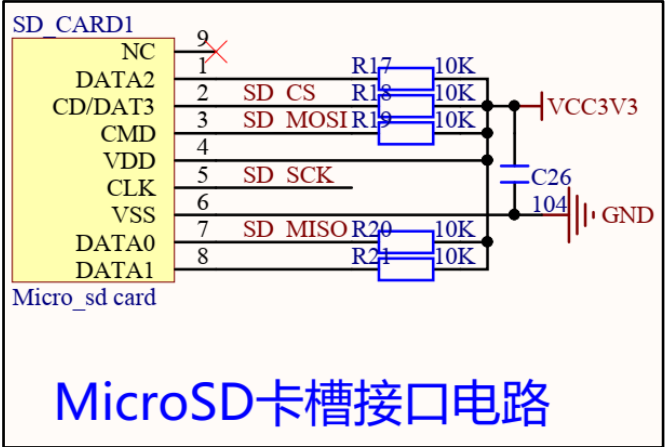 SD_CARD1
NC 9
DATA2 1 R17 10K
CD/DAT3 2 SD_CS R18 10K VCC3V3
CMD 3 SD_MOSI R19 10K
VDD 4
CLK 5 SD_SCK C26
VSS 6 104 GND
DATA0 7 SD_MISO R20 10K
DATA1 8 R21 10K
Micro_sd card
MicroSD卡槽接口电路